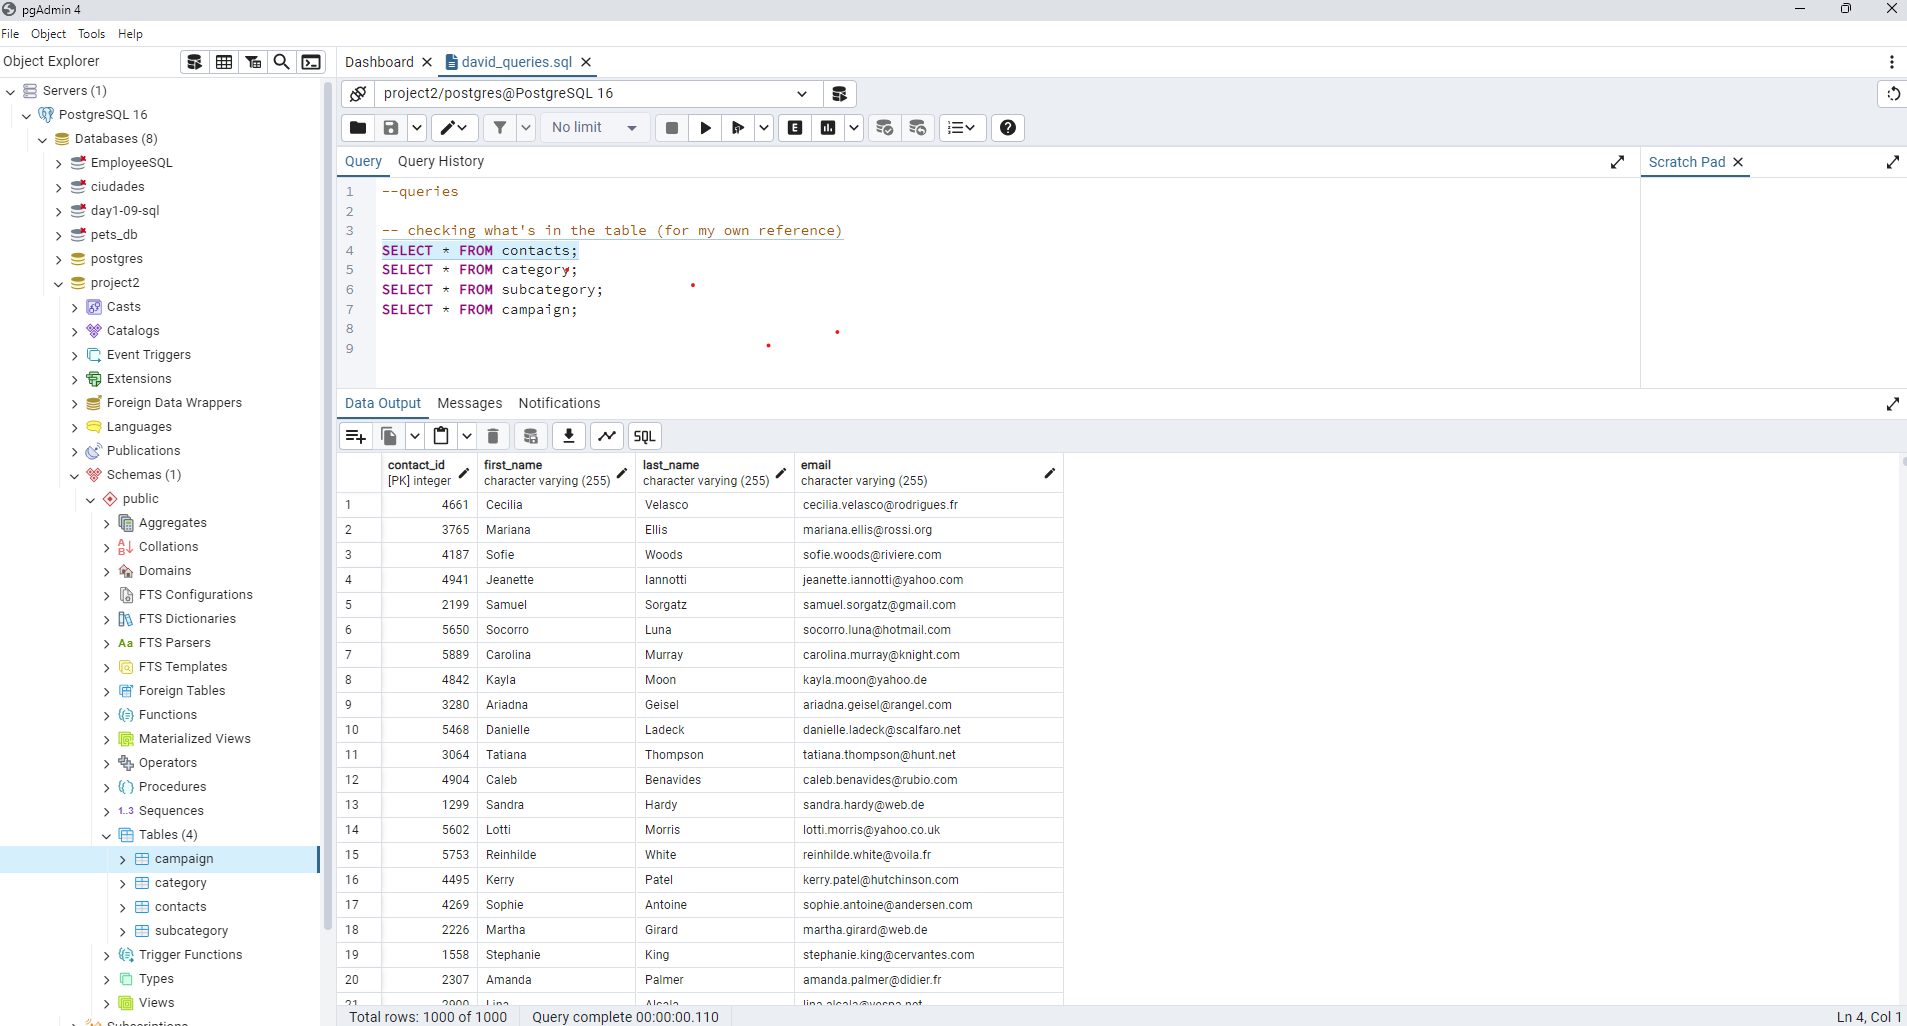 pgAdmin 4
File Object Tools Help
Object Explorer
Dashboard
david_queries.sql
Servers (1)
PostgreSQL 16
Databases (8)
EmployeeSQL
ciudades
day1-09-sql
pets_db
postgres
project2
Casts
Catalogs
Event Triggers
Extensions
Foreign Data Wrappers
Languages
Publications
Schemas (1)
public
Aggregates
Collations
Domains
FTS Configurations
FTS Dictionaries
FTS Parsers
FTS Templates
Foreign Tables
Functions
Materialized Views
Operators
Procedures
1..3 Sequences
Tables (4)
campaign
category
contacts
subcategory
Trigger Functions
Types
Views
Subscriptions
project2/postgres@PostgreSQL 16
No limit
E
Query Query History
Scratch Pad
1 --queries
2
3 -- checking what's in the table (for my own reference)
4 SELECT * FROM contacts;
5 SELECT * FROM category;
6 SELECT * FROM subcategory;
7 SELECT * FROM campaign;
8
9
Data Output Messages Notifications
SQL
contact_id first_name last_name email
[PK] integer character varying (255) character varying (255) character varying (255)
1 4661 Cecilia Velasco cecilia.velasco@rodrigues.fr
2 3765 Mariana Ellis mariana.ellis@rossi.org
3 4187 Sofie Woods sofie.woods@riviere.com
4 4941 Jeanette Iannotti jeanette.iannotti@yahoo.com
5 2199 Samuel Sorgatz samuel.sorgatz@gmail.com
6 5650 Socorro Luna socorro.luna@hotmail.com
7 5889 Carolina Murray carolina.murray@knight.com
8 4842 Kayla Moon kayla.moon@yahoo.de
9 3280 Ariadna Geisel ariadna.geisel@rangel.com
10 5468 Danielle Ladeck danielle.ladeck@scalfaro.net
11 3064 Tatiana Thompson tatiana.thompson@hunt.net
12 4904 Caleb Benavides caleb.benavides@rubio.com
13 1299 Sandra Hardy sandra.hardy@web.de
14 5602 Lotti Morris lotti.morris@yahoo.co.uk
15 5753 Reinhilde White reinhilde.white@voila.fr
16 4495 Kerry Patel kerry.patel@hutchinson.com
17 4269 Sophie Antoine sophie.antoine@andersen.com
18 2226 Martha Girard martha.girard@web.de
19 1558 Stephanie King stephanie.king@cervantes.com
20 2307 Amanda Palmer amanda.palmer@didier.fr
21 2900 Lina Alcala
Total rows: 1000 of 1000 Query complete 00:00:00.110
Ln 4, Col 1